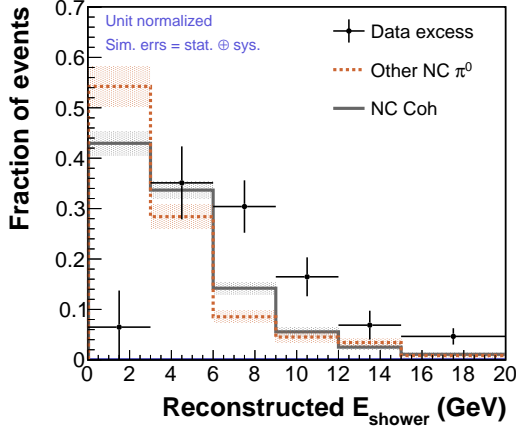 Unit normalized
Sim. errs = stat. ⊕ sys.
Data excess
Other NC π⁰
NC Coh
Fraction of events
0.7
0.6
0.5
0.4
0.3
0.2
0.1
0
0 2 4 6 8 10 12 14 16 18 20
Reconstructed E_shower (GeV)